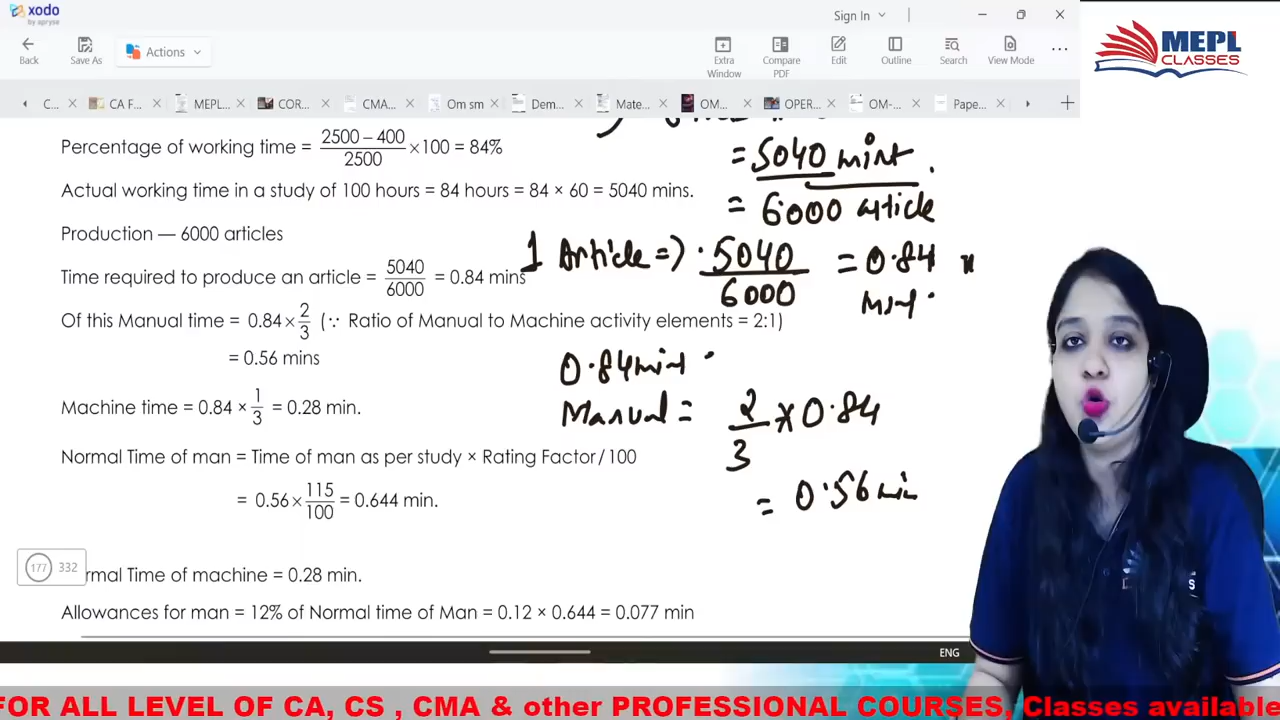 xodo
by apryse
Sign In
Back
Save As
Actions
Extra Window
Compare PDF
Edit
Outline
Search
View Mode
MEPL
CLASSES
C...
CA F...
MEPL...
COR...
CMA...
Om sm
Dem...
Mate...
OM...
OPER...
OM-...
Pape...
Percentage of working time = (2500 – 400)/2500 × 100 = 84%
= 5040 mint.
Actual working time in a study of 100 hours = 84 hours = 84 × 60 = 5040 mins.
= 6000 article
Production — 6000 articles
1 Article => 5040/6000 = 0.84 mint.
Time required to produce an article = 5040/6000 = 0.84 mins
Of this Manual time = 0.84 × 2/3 (∵ Ratio of Manual to Machine activity elements = 2:1)
= 0.56 mins
0.84 mint
Machine time = 0.84 × 1/3 = 0.28 min.
Manual = 2/3 × 0.84
Normal Time of man = Time of man as per study × Rating Factor/100
= 0.56 min
= 0.56 × 115/100 = 0.644 min.
177 332
rmal Time of machine = 0.28 min.
Allowances for man = 12% of Normal time of Man = 0.12 × 0.644 = 0.077 min
ENG
FOR ALL LEVEL OF CA, CS , CMA & other PROFESSIONAL COURSES, Classes available